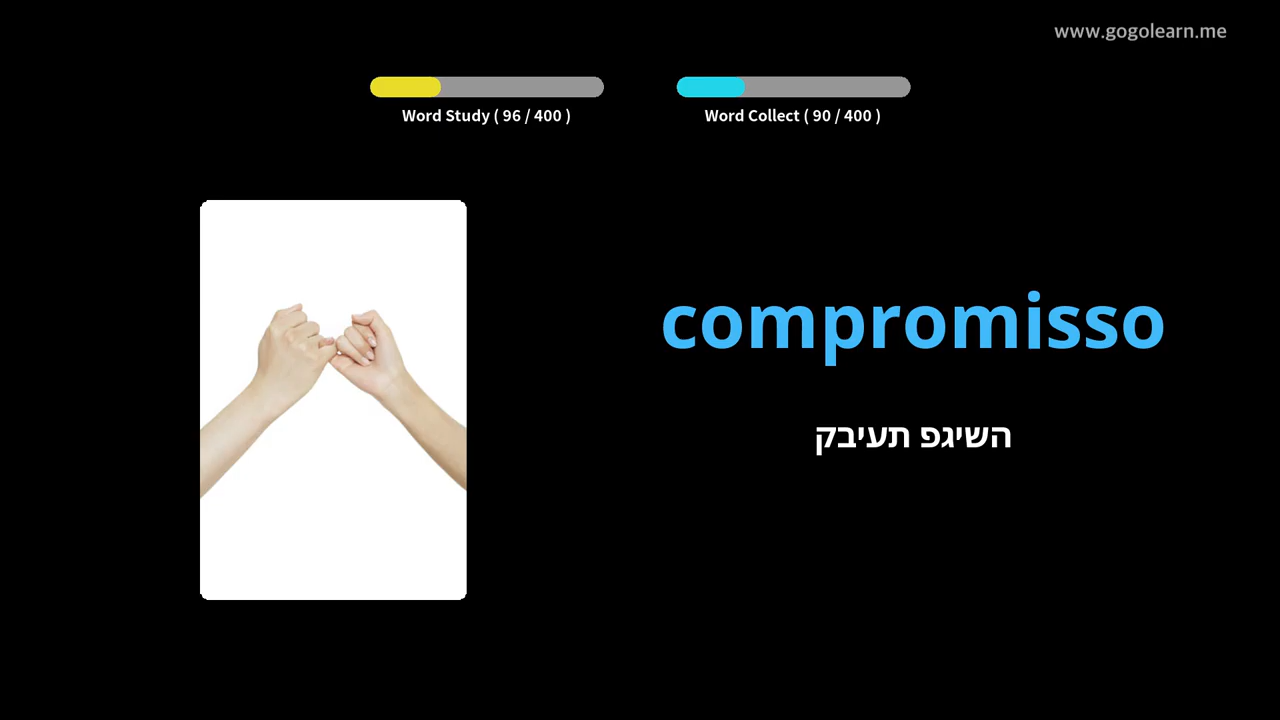 www.gogolearn.me
Word Study ( 96 / 400 )
Word Collect ( 90 / 400 )
compromisso
השיגפ תעיבק